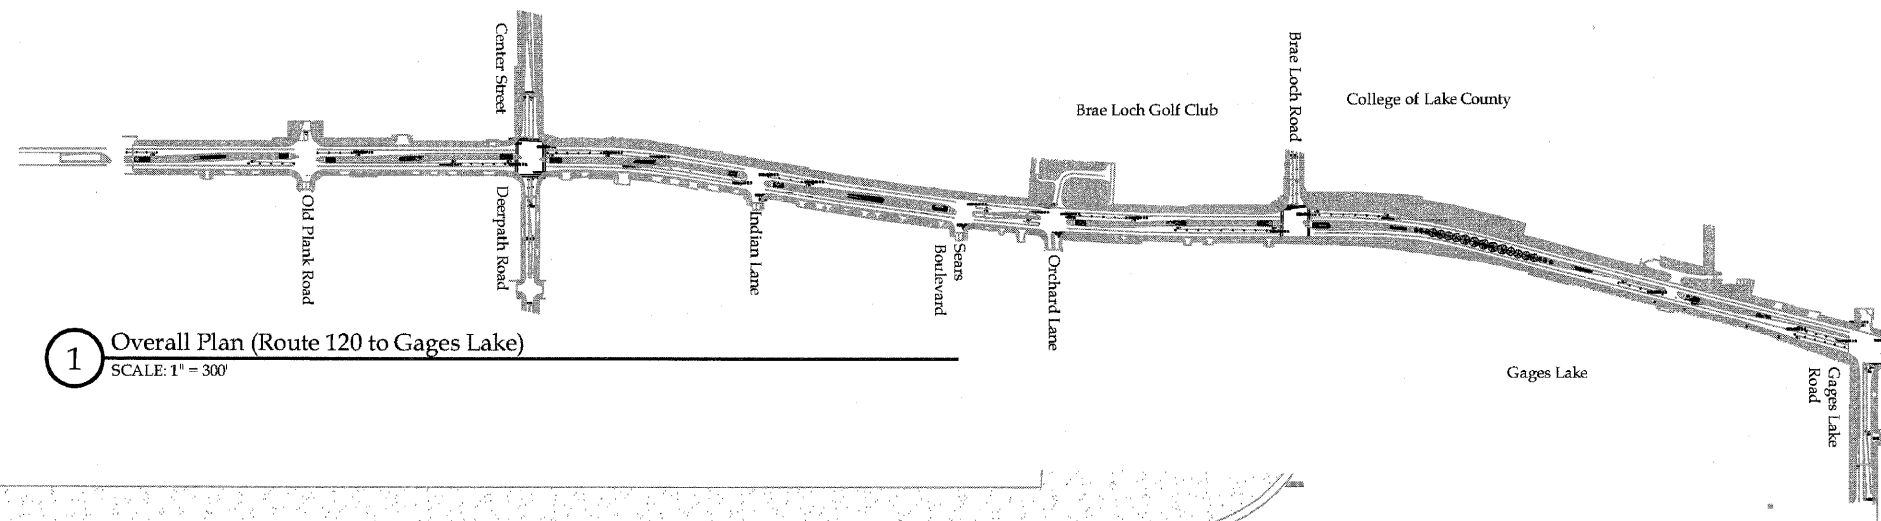 Center Street
Brae Loch Golf Club
Brae Loch Road
College of Lake County
Old Plank Road
Deerpath Road
Indian Lane
Sears
Boulevard
Orchard Lane
1
Overall Plan (Route 120 to Gages Lake)
SCALE: 1" = 300'
Gages Lake
Gages Lake
Road